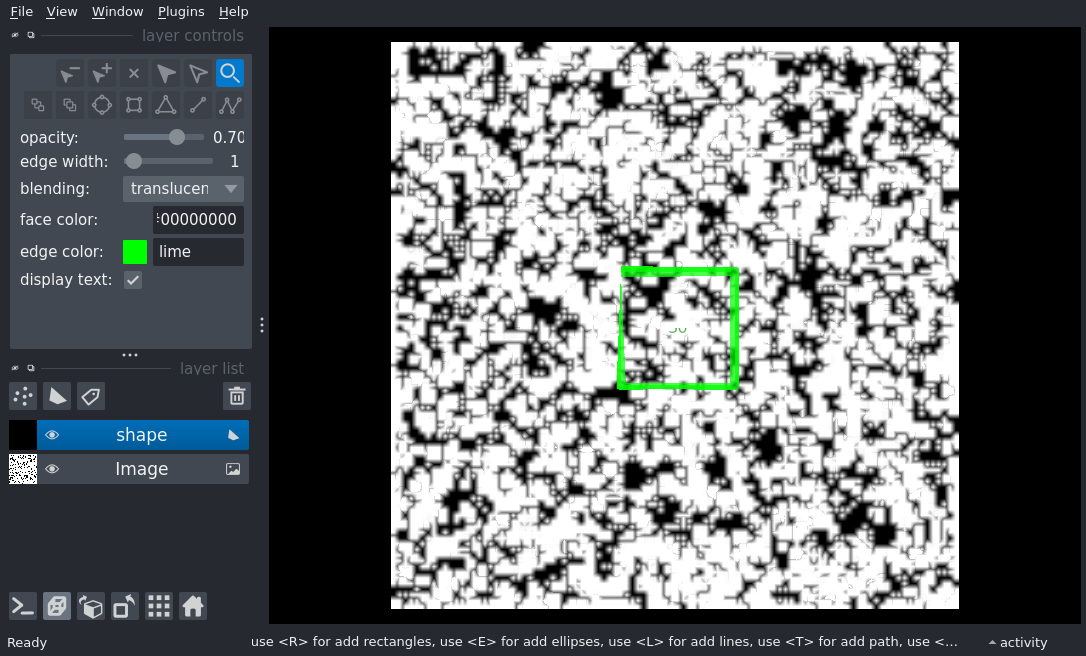 File View Window Plugins Help
layer controls
opacity: 0.70
edge width: 1
blending: translucen
face color: 00000000
edge color: lime
display text:
layer list
shape
Image
Ready
use <R> for add rectangles, use <E> for add ellipses, use <L> for add lines, use <T> for add path, use <...
activity